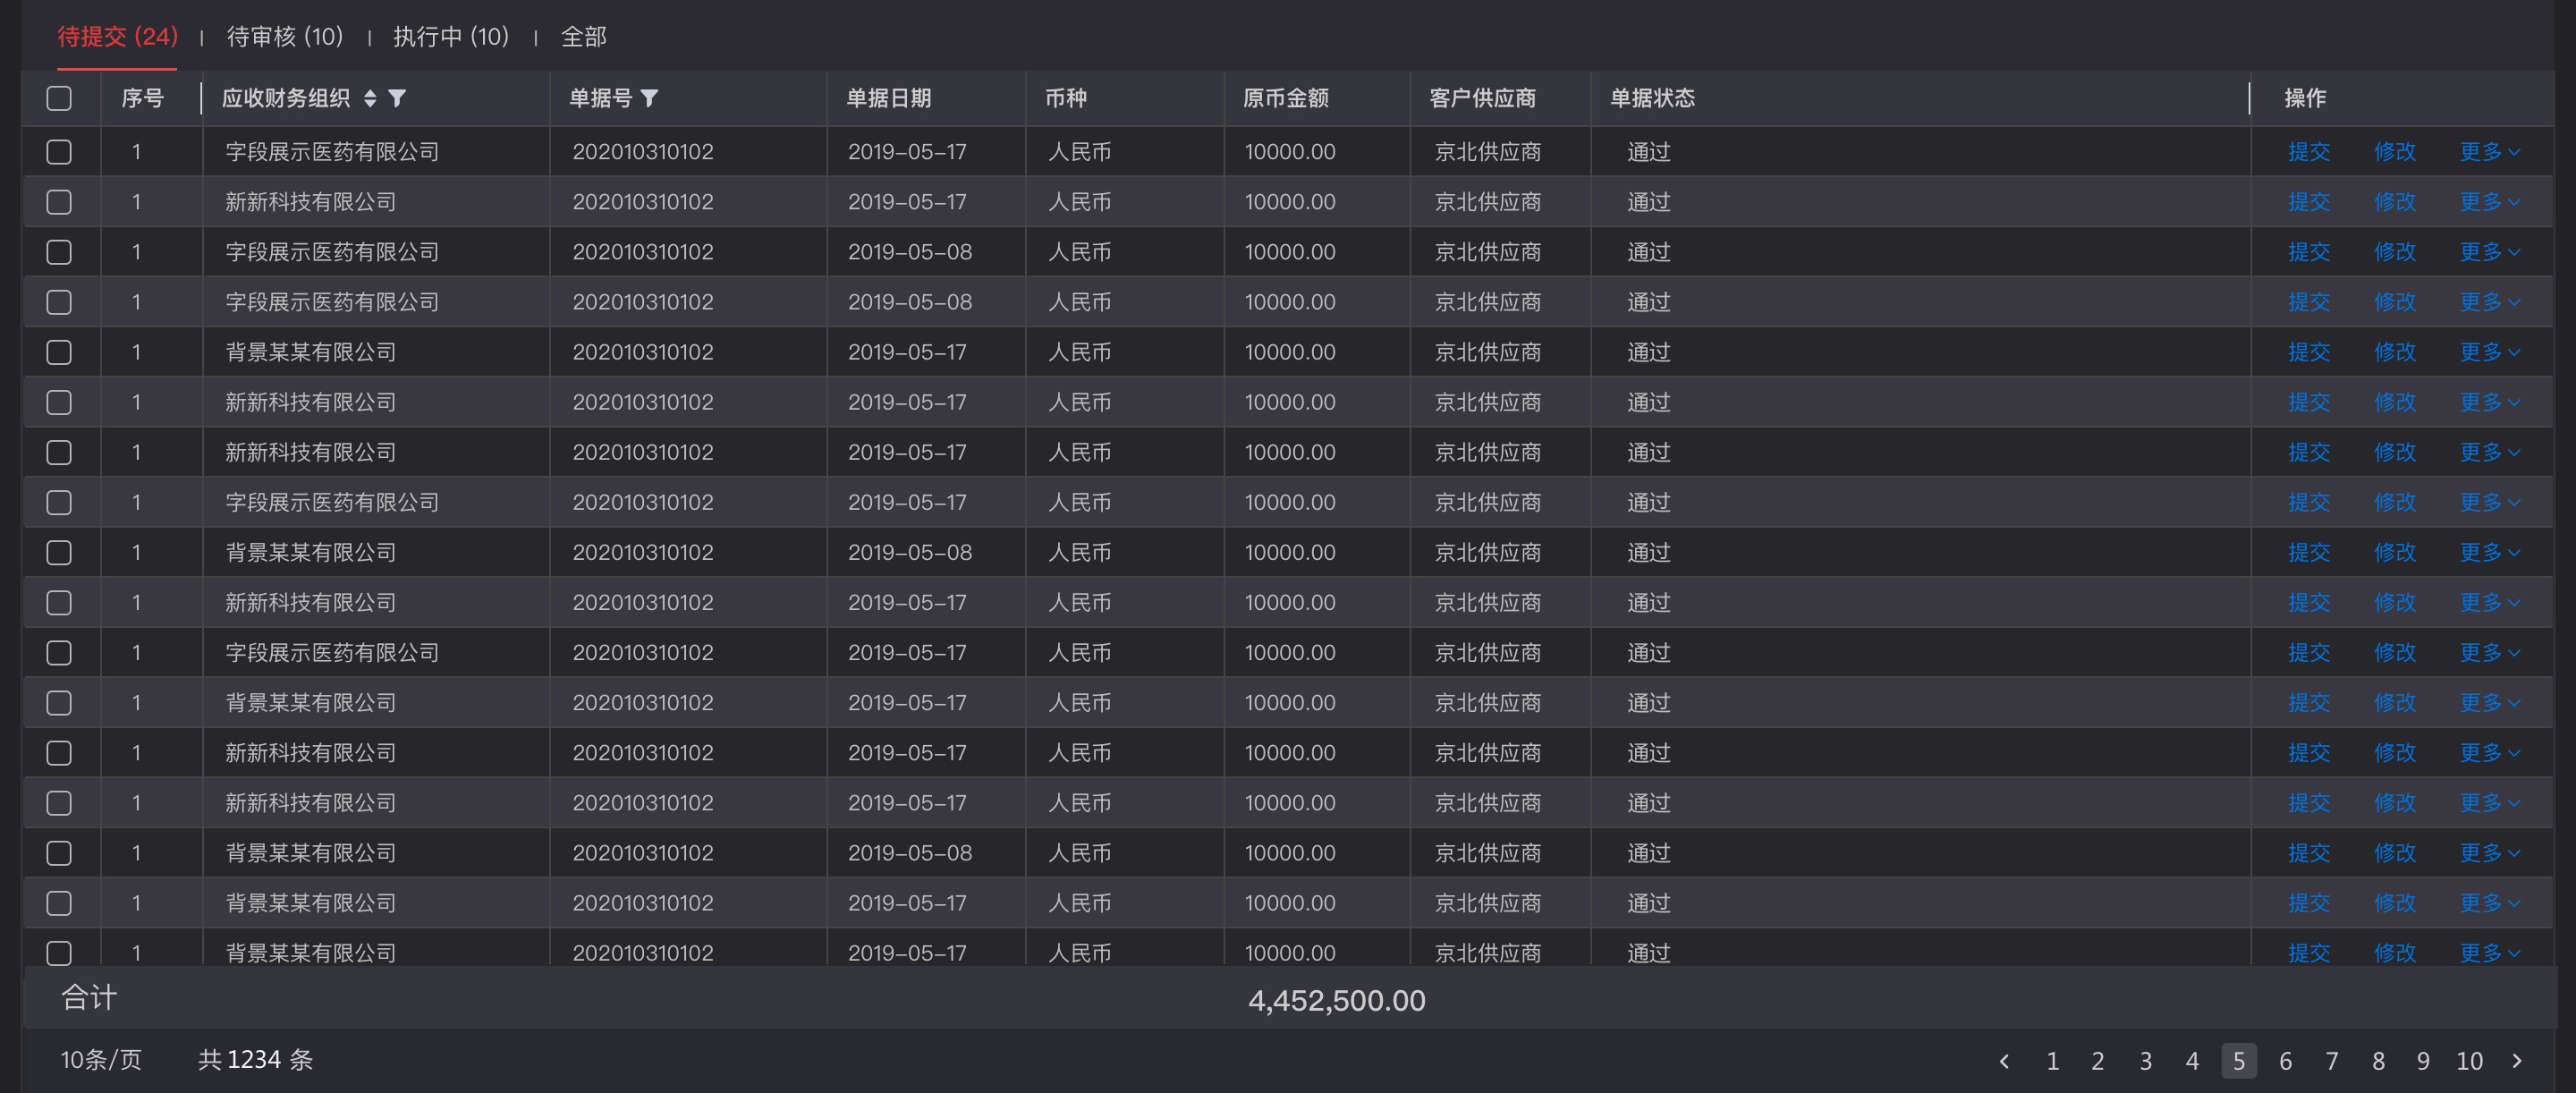 待提交 (24) | 待审核 (10) | 执行中 (10) | 全部
序号 应收财务组织 单据号 单据日期 币种 原币金额 客户供应商 单据状态 操作
1 字段展示医药有限公司 202010310102 2019-05-17 人民币 10000.00 京北供应商 通过 提交 修改 更多
1 新新科技有限公司 202010310102 2019-05-17 人民币 10000.00 京北供应商 通过 提交 修改 更多
1 字段展示医药有限公司 202010310102 2019-05-08 人民币 10000.00 京北供应商 通过 提交 修改 更多
1 字段展示医药有限公司 202010310102 2019-05-08 人民币 10000.00 京北供应商 通过 提交 修改 更多
1 背景某某有限公司 202010310102 2019-05-17 人民币 10000.00 京北供应商 通过 提交 修改 更多
1 新新科技有限公司 202010310102 2019-05-17 人民币 10000.00 京北供应商 通过 提交 修改 更多
1 新新科技有限公司 202010310102 2019-05-17 人民币 10000.00 京北供应商 通过 提交 修改 更多
1 字段展示医药有限公司 202010310102 2019-05-17 人民币 10000.00 京北供应商 通过 提交 修改 更多
1 背景某某有限公司 202010310102 2019-05-08 人民币 10000.00 京北供应商 通过 提交 修改 更多
1 新新科技有限公司 202010310102 2019-05-17 人民币 10000.00 京北供应商 通过 提交 修改 更多
1 字段展示医药有限公司 202010310102 2019-05-17 人民币 10000.00 京北供应商 通过 提交 修改 更多
1 背景某某有限公司 202010310102 2019-05-17 人民币 10000.00 京北供应商 通过 提交 修改 更多
1 新新科技有限公司 202010310102 2019-05-17 人民币 10000.00 京北供应商 通过 提交 修改 更多
1 新新科技有限公司 202010310102 2019-05-17 人民币 10000.00 京北供应商 通过 提交 修改 更多
1 背景某某有限公司 202010310102 2019-05-08 人民币 10000.00 京北供应商 通过 提交 修改 更多
1 背景某某有限公司 202010310102 2019-05-17 人民币 10000.00 京北供应商 通过 提交 修改 更多
1 背景某某有限公司 202010310102 2019-05-17 人民币 10000.00 京北供应商 通过 提交 修改 更多
合计 4,452,500.00
10条/页 共 1234 条 1 2 3 4 5 6 7 8 9 10